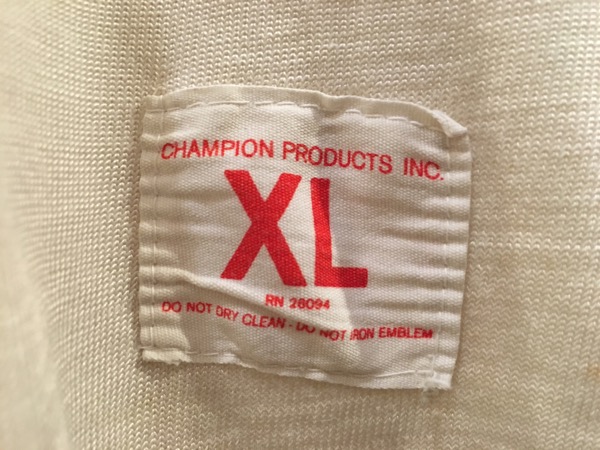 CHAMPION PRODUCTS INC.
XL
RN 26094
DO NOT DRY CLEAN - DO NOT IRON EMBLEM